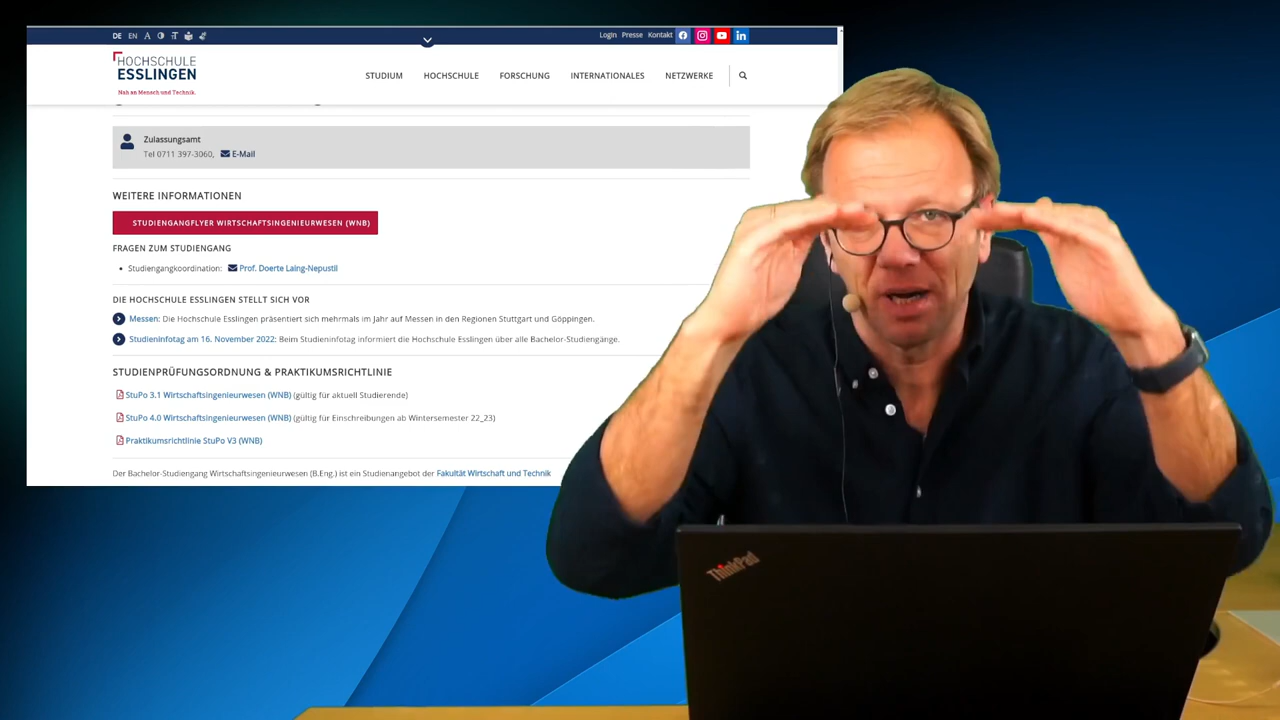 DE EN A
Login Presse Kontakt
HOCHSCHULE
ESSLINGEN
Nah an Mensch und Technik.
STUDIUM HOCHSCHULE FORSCHUNG INTERNATIONALES NETZWERKE
Zulassungsamt
Tel 0711 397-3060, E-Mail
WEITERE INFORMATIONEN
STUDIENGANGFLYER WIRTSCHAFTSINGENIEURWESEN (WNB)
FRAGEN ZUM STUDIENGANG
• Studiengangkoordination: Prof. Doerte Laing-Nepustil
DIE HOCHSCHULE ESSLINGEN STELLT SICH VOR
Messen: Die Hochschule Esslingen präsentiert sich mehrmals im Jahr auf Messen in den Regionen Stuttgart und Göppingen.
Studieninfotag am 16. November 2022: Beim Studieninfotag informiert die Hochschule Esslingen über alle Bachelor-Studiengänge.
STUDIENPRÜFUNGSORDNUNG & PRAKTIKUMSRICHTLINIE
StuPo 3.1 Wirtschaftsingenieurwesen (WNB) (gültig für aktuell Studierende)
StuPo 4.0 Wirtschaftsingenieurwesen (WNB) (gültig für Einschreibungen ab Wintersemester 22_23)
Praktikumsrichtlinie StuPo V3 (WNB)
Der Bachelor-Studiengang Wirtschaftsingenieurwesen (B.Eng.) ist ein Studienangebot der Fakultät Wirtschaft und Technik
ThinkPad